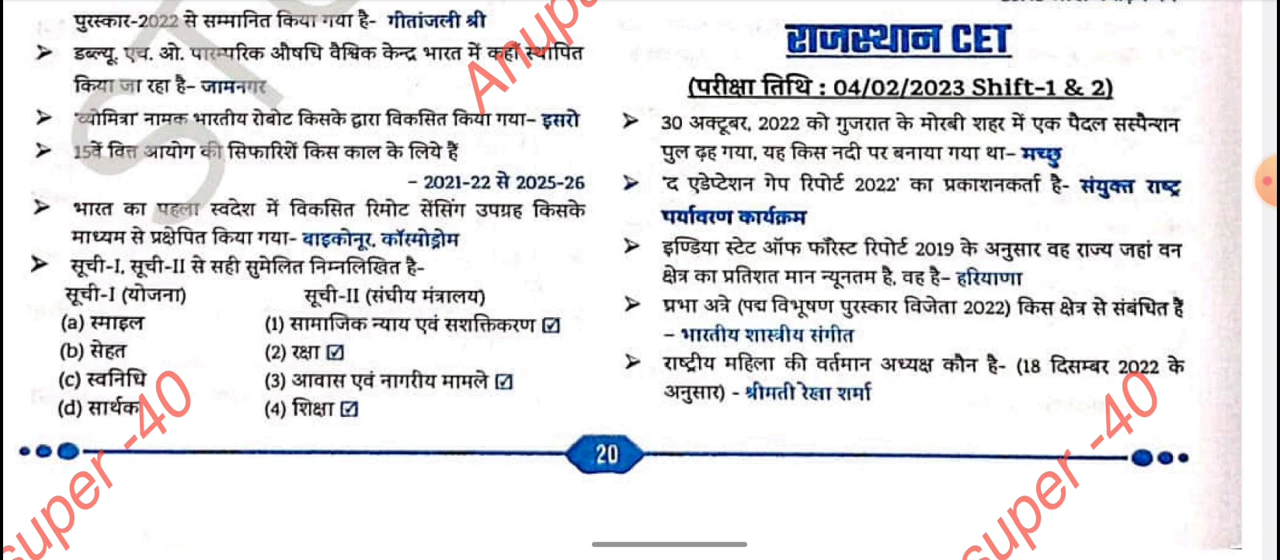 पुरस्कार-2022 से सम्मानित किया गया है- गीतांजली श्री
➤ डब्ल्यू. एच. ओ. पारम्परिक औषधि वैश्विक केन्द्र भारत में कहाँ स्थापित
किया जा रहा है- जामनगर
➤ 'व्योमित्रा' नामक भारतीय रोबोट किसके द्वारा विकसित किया गया- इसरो
➤ 15वें वित्त आयोग की सिफारिशें किस काल के लिये हैं
- 2021-22 से 2025-26
➤ भारत का पहला स्वदेश में विकसित रिमोट सेंसिंग उपग्रह किसके
माध्यम से प्रक्षेपित किया गया- बाइकोनूर, कॉस्मोड्रोम
➤ सूची-I, सूची-II से सही सुमेलित निम्नलिखित है-
सूची-I (योजना) सूची-II (संघीय मंत्रालय)
(a) स्माइल (1) सामाजिक न्याय एवं सशक्तिकरण ☑
(b) सेहत (2) रक्षा ☑
(c) स्वनिधि (3) आवास एवं नागरीय मामले ☑
(d) सार्थक (4) शिक्षा ☑
राजस्थान CET
(परीक्षा तिथि : 04/02/2023 Shift-1 & 2)
➤ 30 अक्टूबर, 2022 को गुजरात के मोरबी शहर में एक पैदल सस्पैन्शन
पुल ढ़ह गया, यह किस नदी पर बनाया गया था- मच्छु
➤ 'द एडेप्टेशन गेप रिपोर्ट 2022' का प्रकाशनकर्ता है- संयुक्त राष्ट्र
पर्यावरण कार्यक्रम
➤ इण्डिया स्टेट ऑफ फॉरेस्ट रिपोर्ट 2019 के अनुसार वह राज्य जहां वन
क्षेत्र का प्रतिशत मान न्यूनतम है, वह है- हरियाणा
➤ प्रभा अत्रे (पद्म विभूषण पुरस्कार विजेता 2022) किस क्षेत्र से संबंधित हैं
- भारतीय शास्त्रीय संगीत
➤ राष्ट्रीय महिला की वर्तमान अध्यक्ष कौन है- (18 दिसम्बर 2022 के
अनुसार) - श्रीमती रेखा शर्मा
20
Anup
super -40
super -40